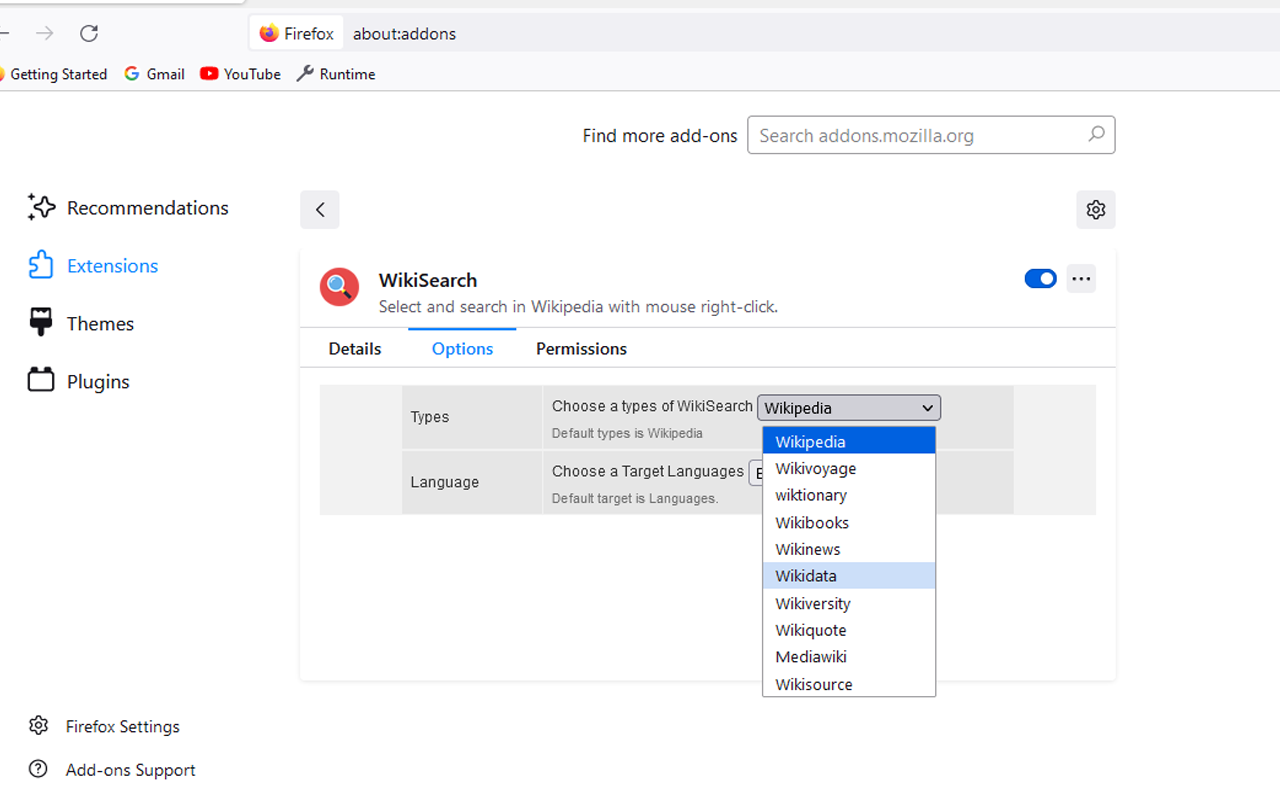 Firefox about:addons
Getting Started Gmail YouTube Runtime
Find more add-ons Search addons.mozilla.org
Recommendations
Extensions
Themes
Plugins
WikiSearch
Select and search in Wikipedia with mouse right-click.
Details Options Permissions
Types Choose a types of WikiSearch Wikipedia
Default types is Wikipedia
Language Choose a Target Languages
Default target is Languages.
Wikipedia
Wikivoyage
wiktionary
Wikibooks
Wikinews
Wikidata
Wikiversity
Wikiquote
Mediawiki
Wikisource
Firefox Settings
Add-ons Support